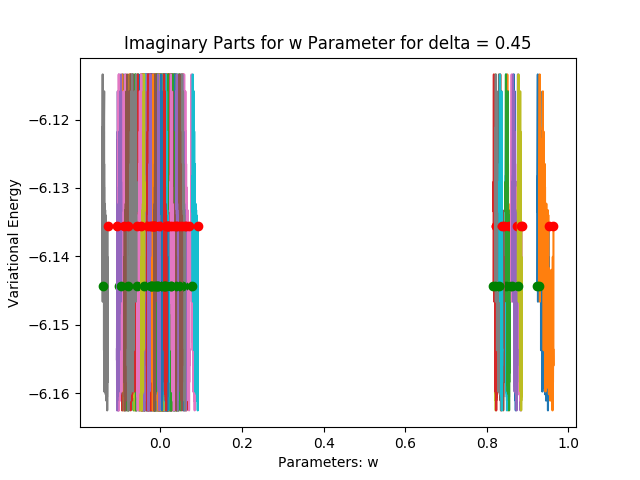 Imaginary Parts for w Parameter for delta = 0.45
−6.12
−6.13
−6.14
−6.15
−6.16
Variational Energy
0.0 0.2 0.4 0.6 0.8 1.0
Parameters: w